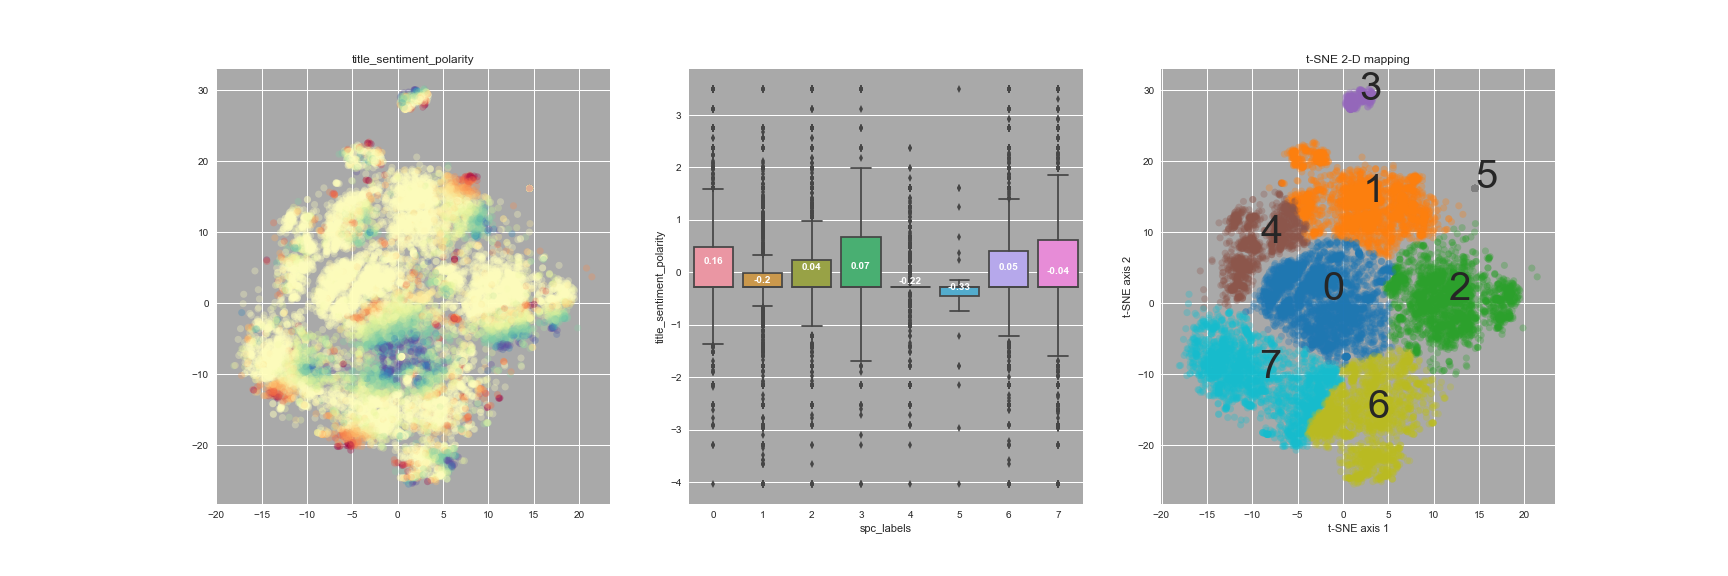 title_sentiment_polarity
30
20
10
0
−10
−20
−20 −15 −10 −5 0 5 10 15 20
title_sentiment_polarity
3
2
1
0
−1
−2
−3
−4
0.16 -0.2 0.04 0.07 -0.22 -0.33 0.05 -0.04
0 1 2 3 4 5 6 7
spc_labels
t-SNE 2-D mapping
t-SNE axis 2
30
20
10
0
−10
−20
3
5
1
4
0 2
7
6
−20 −15 −10 −5 0 5 10 15 20
t-SNE axis 1